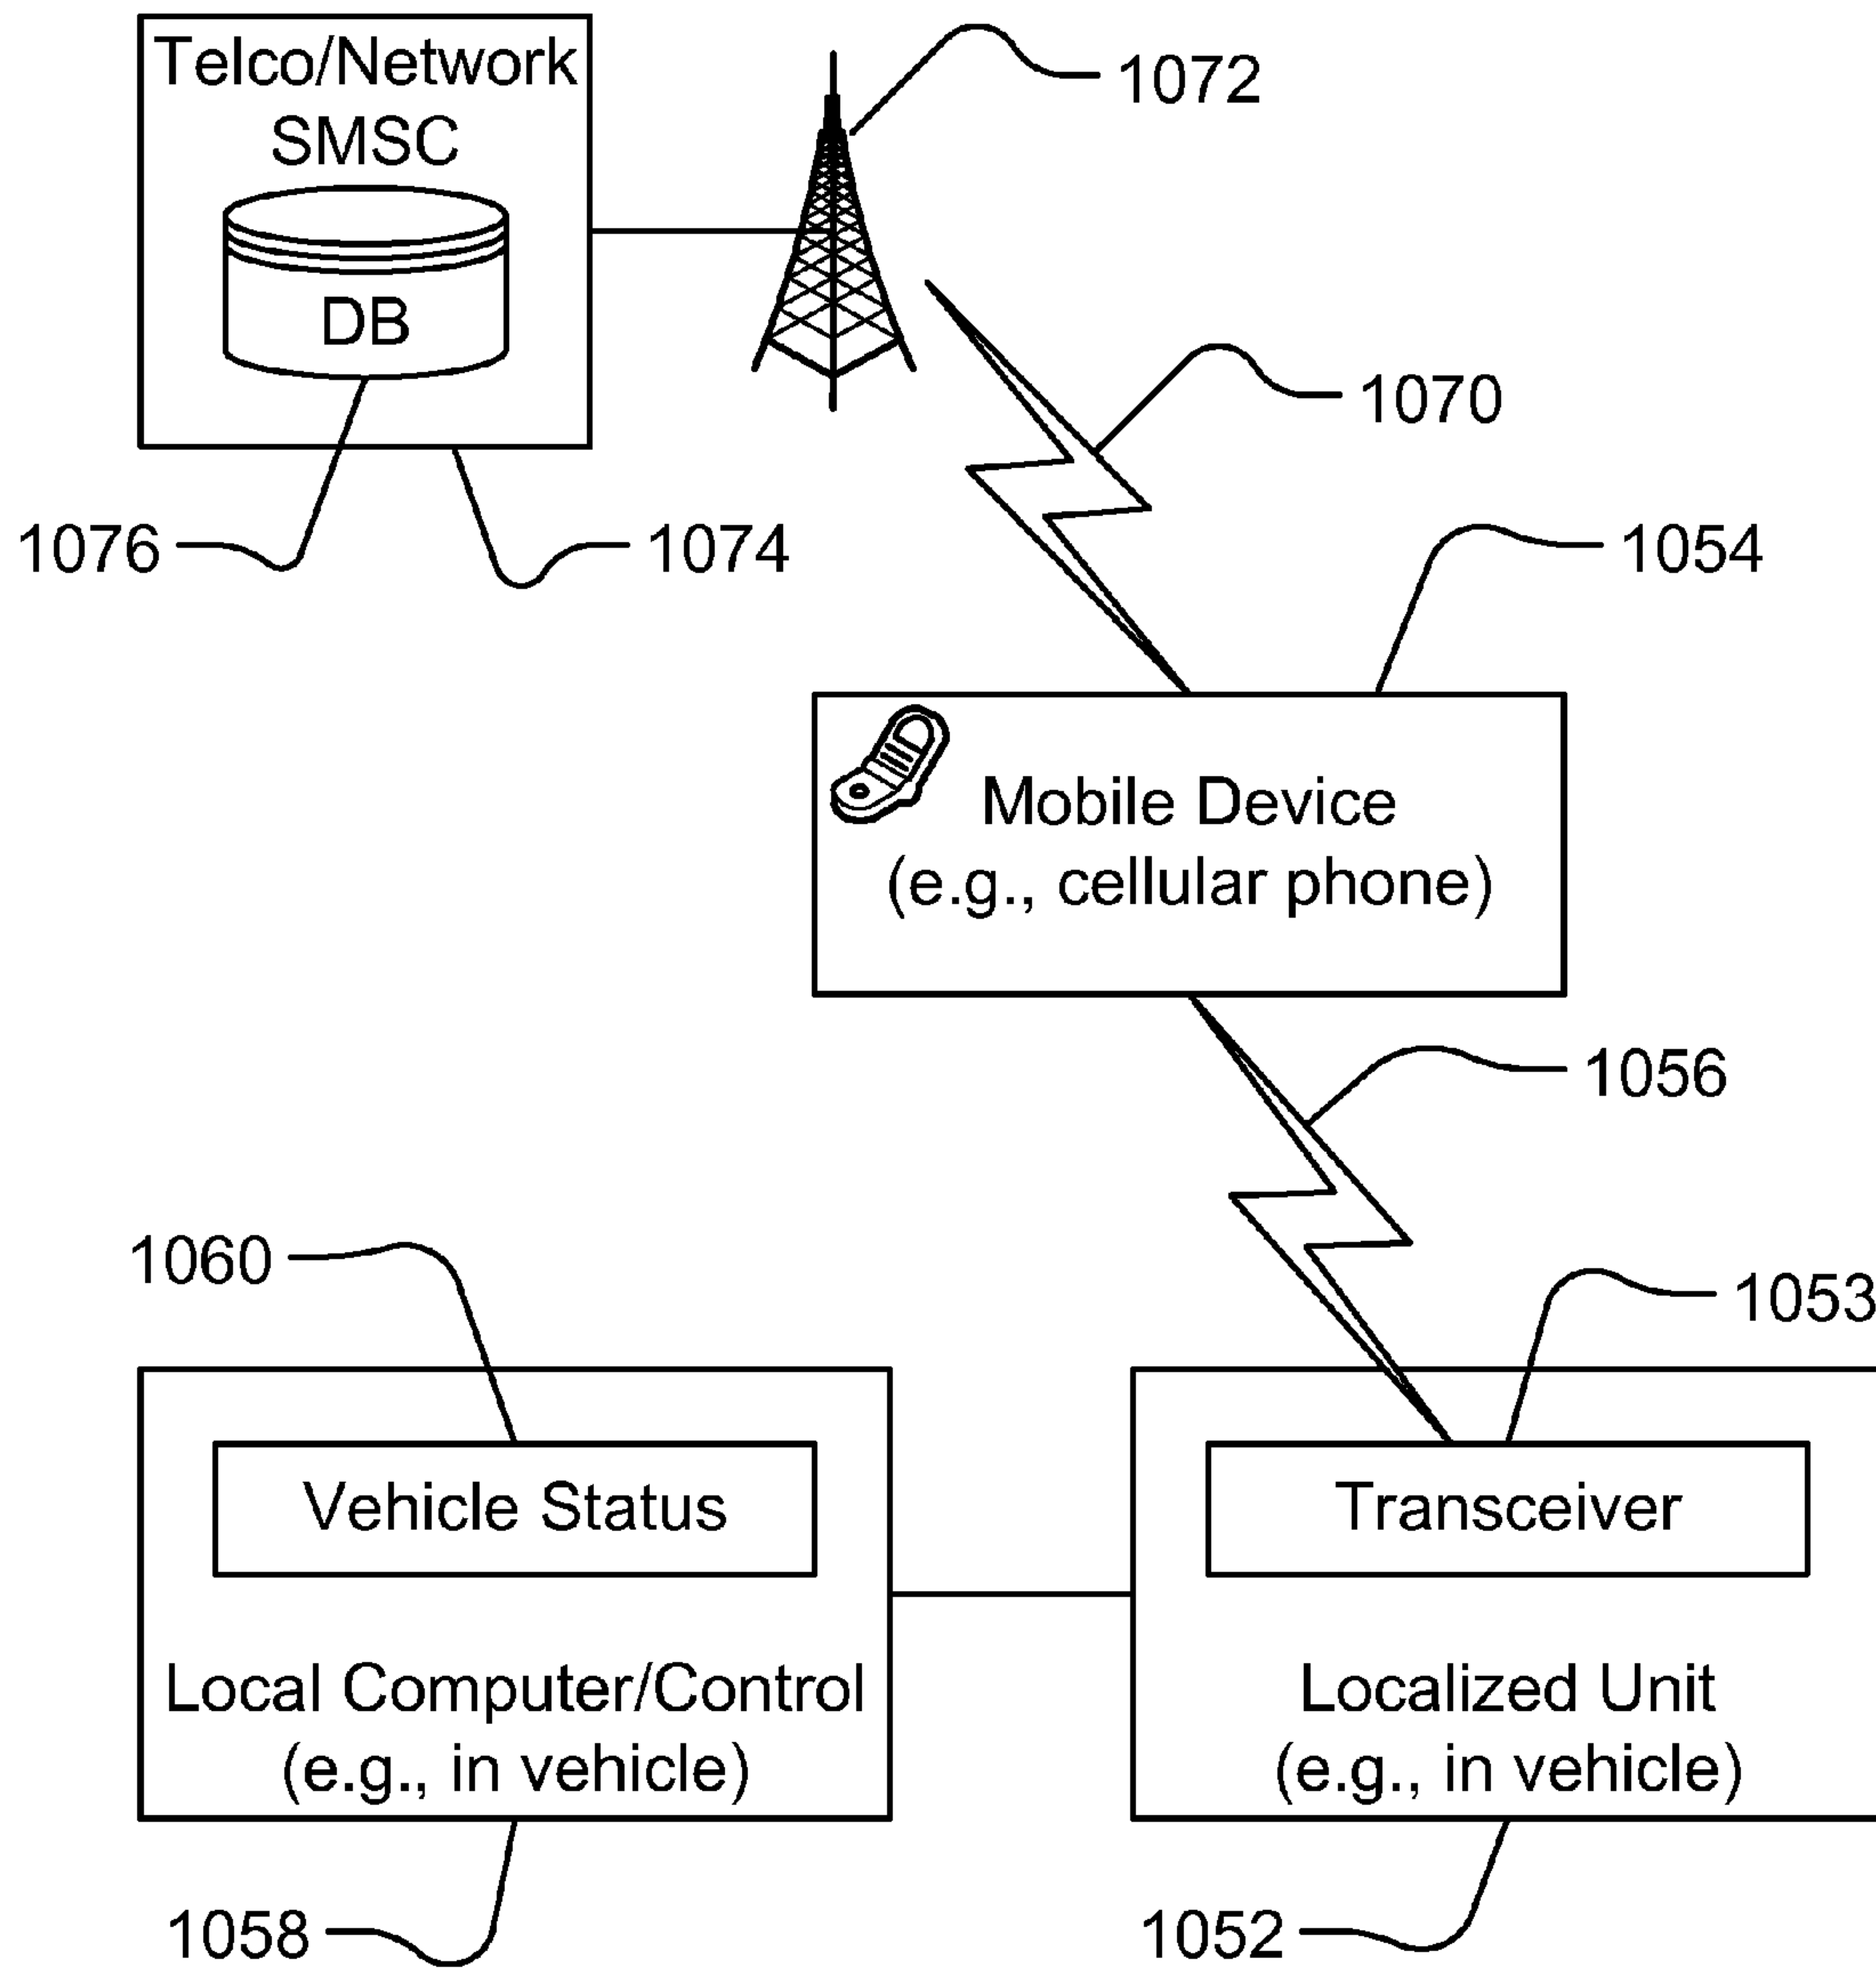 Telco/Network
SMSC
DB
1072
1070
1076
1074
1054
Mobile Device
(e.g., cellular phone)
1056
1060
1053
Vehicle Status
Transceiver
Local Computer/Control
(e.g., in vehicle)
Localized Unit
(e.g., in vehicle)
1058
1052